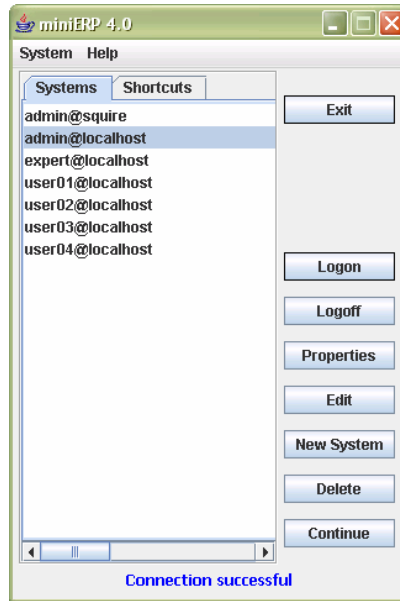 miniERP 4.0
System Help
Systems Shortcuts
admin@squire
admin@localhost
expert@localhost
user01@localhost
user02@localhost
user03@localhost
user04@localhost
Exit
Logon
Logoff
Properties
Edit
New System
Delete
Continue
Connection successful